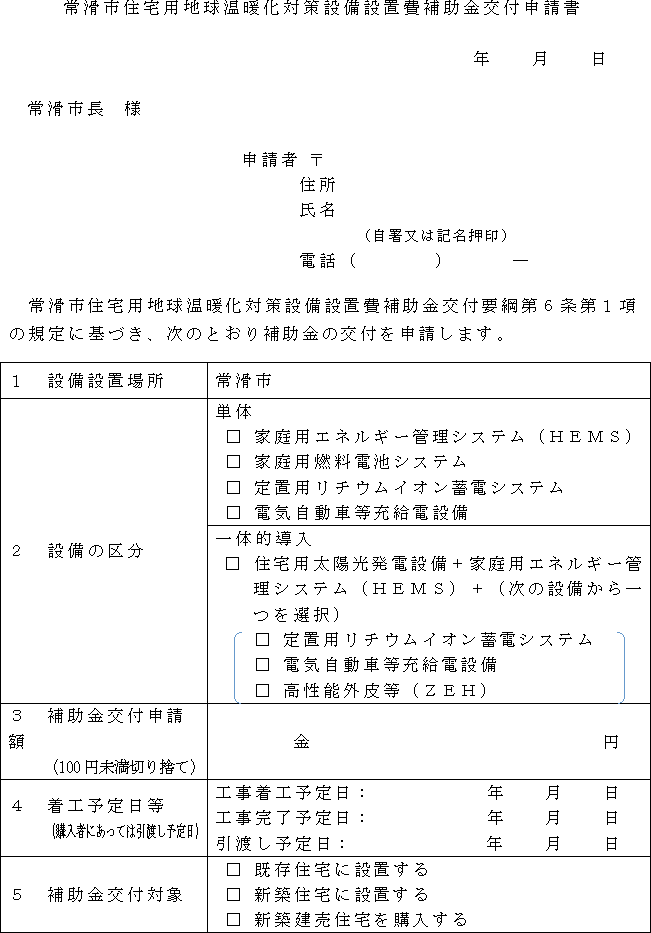 常滑市住宅用地球温暖化対策設備設置費補助金交付申請書
年　　月　　日
常滑市長　様
申請者 〒
住所
氏名
（自署又は記名押印）
電話（　　　　）　　　―
常滑市住宅用地球温暖化対策設備設置費補助金交付要綱第６条第１項
の規定に基づき、次のとおり補助金の交付を申請します。
１　設備設置場所
常滑市
２　設備の区分
単体
□ 家庭用エネルギー管理システム（ＨＥＭＳ）
□ 家庭用燃料電池システム
□ 定置用リチウムイオン蓄電システム
□ 電気自動車等充給電設備
一体的導入
□ 住宅用太陽光発電設備＋家庭用エネルギー管
理システム（ＨＥＭＳ）＋（次の設備から一
つを選択）
□ 定置用リチウムイオン蓄電システム
□ 電気自動車等充給電設備
□ 高性能外皮等（ＺＥＨ）
３　補助金交付申請
額
（100円未満切り捨て）
金　　　　　　　　　　　　　　　円
４　着工予定日等
（購入者にあっては引渡し予定日）
工事着工予定日：　　　　　　年　　月　　日
工事完了予定日：　　　　　　年　　月　　日
引渡し予定日：　　　　　　　年　　月　　日
５　補助金交付対象
□ 既存住宅に設置する
□ 新築住宅に設置する
□ 新築建売住宅を購入する